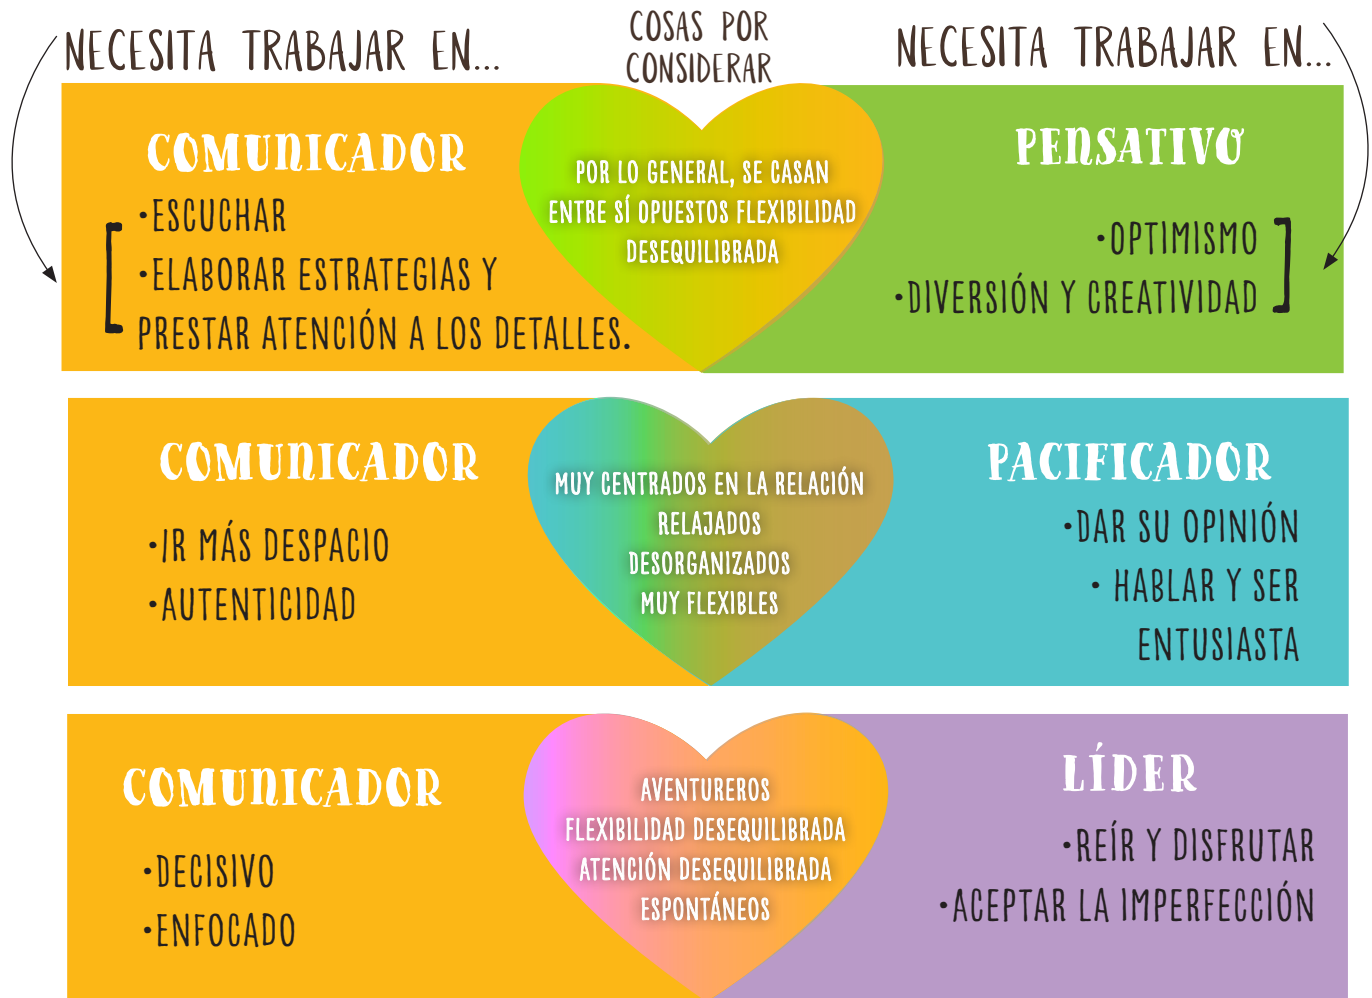 NECESITA TRABAJAR EN...
COSAS POR
CONSIDERAR
NECESITA TRABAJAR EN...
COMUNICADOR
•ESCUCHAR
•ELABORAR ESTRATEGIAS Y
PRESTAR ATENCIÓN A LOS DETALLES.
POR LO GENERAL, SE CASAN
ENTRE SÍ OPUESTOS FLEXIBILIDAD
DESEQUILIBRADA
PENSATIVO
•OPTIMISMO
•DIVERSIÓN Y CREATIVIDAD
COMUNICADOR
•IR MÁS DESPACIO
•AUTENTICIDAD
MUY CENTRADOS EN LA RELACIÓN
RELAJADOS
DESORGANIZADOS
MUY FLEXIBLES
PACIFICADOR
•DAR SU OPINIÓN
• HABLAR Y SER
ENTUSIASTA
COMUNICADOR
•DECISIVO
•ENFOCADO
AVENTUREROS
FLEXIBILIDAD DESEQUILIBRADA
ATENCIÓN DESEQUILIBRADA
ESPONTÁNEOS
LÍDER
•REÍR Y DISFRUTAR
•ACEPTAR LA IMPERFECCIÓN